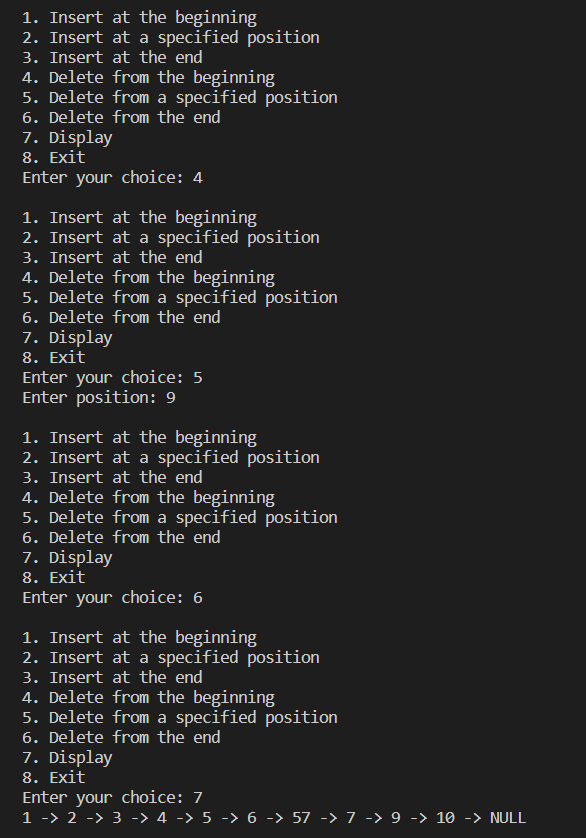 1. Insert at the beginning
2. Insert at a specified position
3. Insert at the end
4. Delete from the beginning
5. Delete from a specified position
6. Delete from the end
7. Display
8. Exit
Enter your choice: 4
1. Insert at the beginning
2. Insert at a specified position
3. Insert at the end
4. Delete from the beginning
5. Delete from a specified position
6. Delete from the end
7. Display
8. Exit
Enter your choice: 5
Enter position: 9
1. Insert at the beginning
2. Insert at a specified position
3. Insert at the end
4. Delete from the beginning
5. Delete from a specified position
6. Delete from the end
7. Display
8. Exit
Enter your choice: 6
1. Insert at the beginning
2. Insert at a specified position
3. Insert at the end
4. Delete from the beginning
5. Delete from a specified position
6. Delete from the end
7. Display
8. Exit
Enter your choice: 7
1 -> 2 -> 3 -> 4 -> 5 -> 6 -> 57 -> 7 -> 9 -> 10 -> NULL